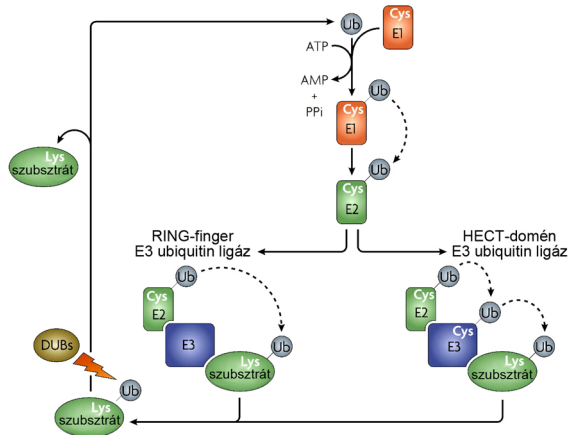 Ub
Cys
E1
ATP
AMP
+
PPi
Ub
Cys
E1
Lys
szubsztrát
Ub
Cys
E2
RING-finger
E3 ubiquitin ligáz
HECT-domén
E3 ubiquitin ligáz
Ub
Cys
E2
E3
Ub
Lys
szubsztrát
Ub
Cys
E2
Ub
Cys
E3
Ub
Lys
szubsztrát
DUBs
Ub
Lys
szubsztrát